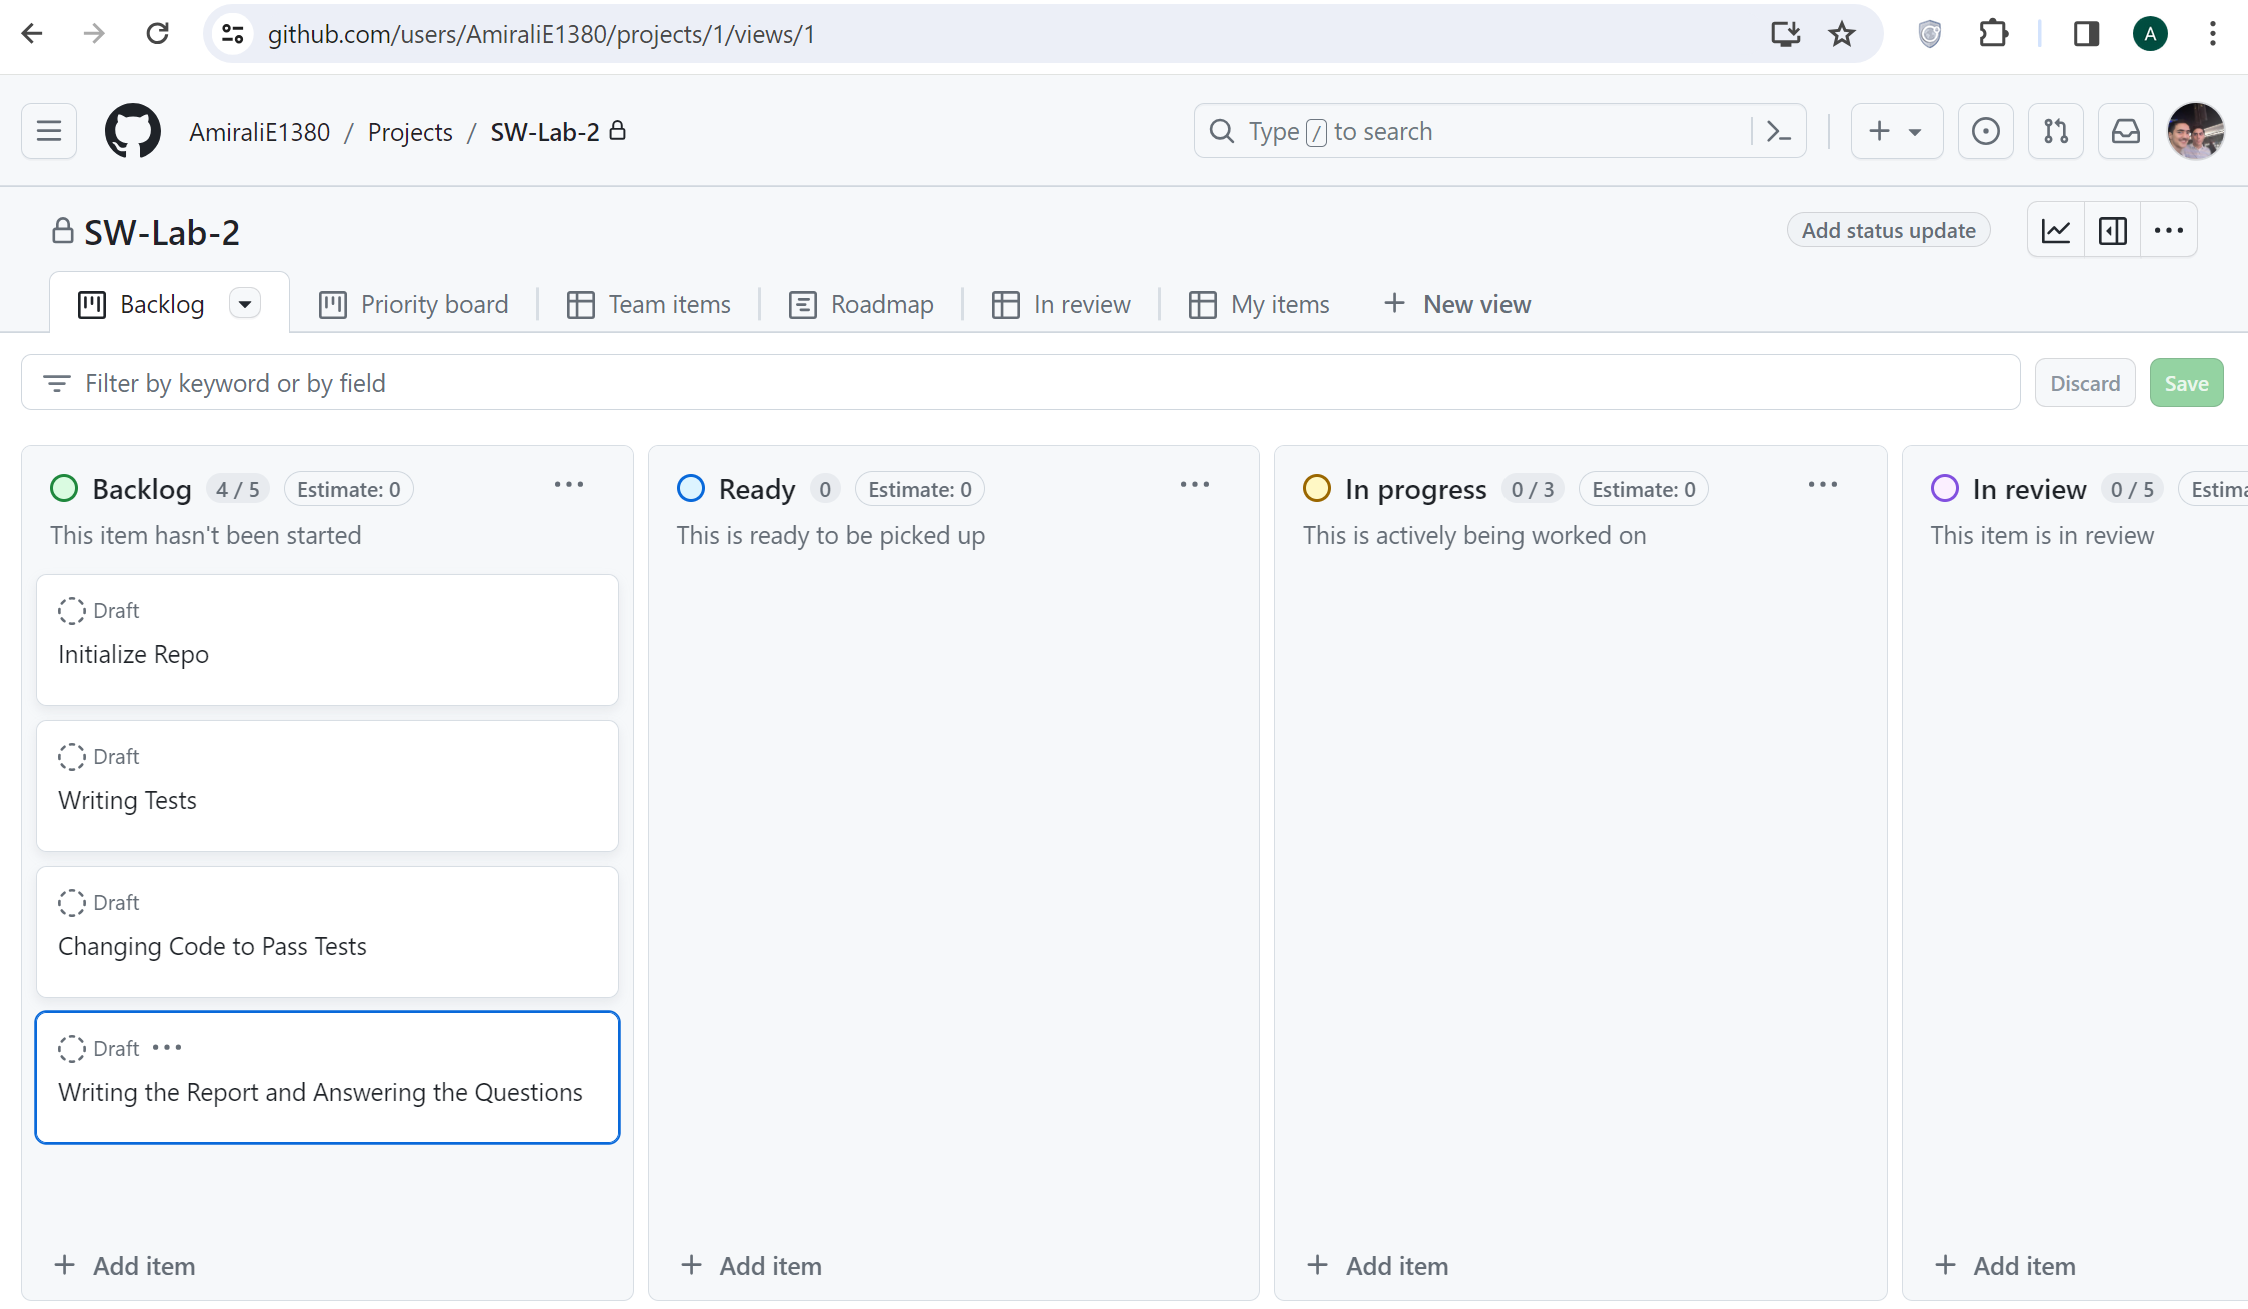 github.com/users/AmiraliE1380/projects/1/views/1
A
AmiraliE1380 / Projects / SW-Lab-2
Type / to search
SW-Lab-2
Add status update
Backlog
Priority board
Team items
Roadmap
In review
My items
New view
Filter by keyword or by field
Discard
Save
Backlog 4 / 5 Estimate: 0
This item hasn't been started
Draft
Initialize Repo
Draft
Writing Tests
Draft
Changing Code to Pass Tests
Draft
Writing the Report and Answering the Questions
Add item
Ready 0 Estimate: 0
This is ready to be picked up
Add item
In progress 0 / 3 Estimate: 0
This is actively being worked on
Add item
In review 0 / 5 Estima
This item is in review
Add item